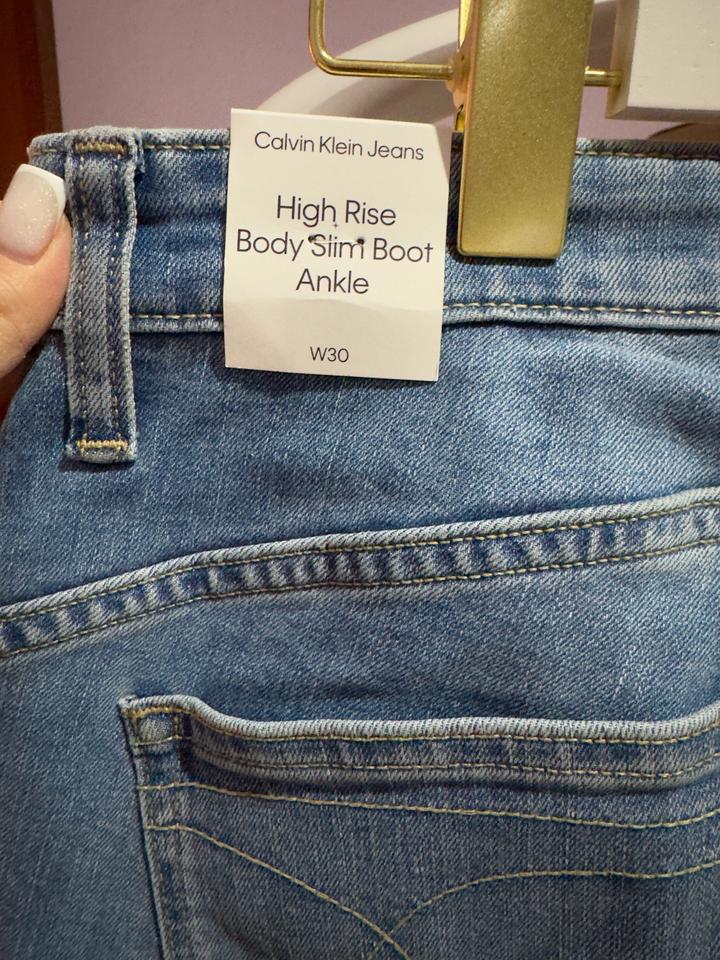 Calvin Klein Jeans
High Rise
Body Slim Boot
Ankle
W30